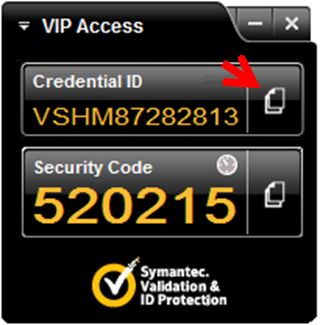 VIP Access
Credential ID
VSHM87282813
Security Code
520215
Symantec.
Validation &
ID Protection